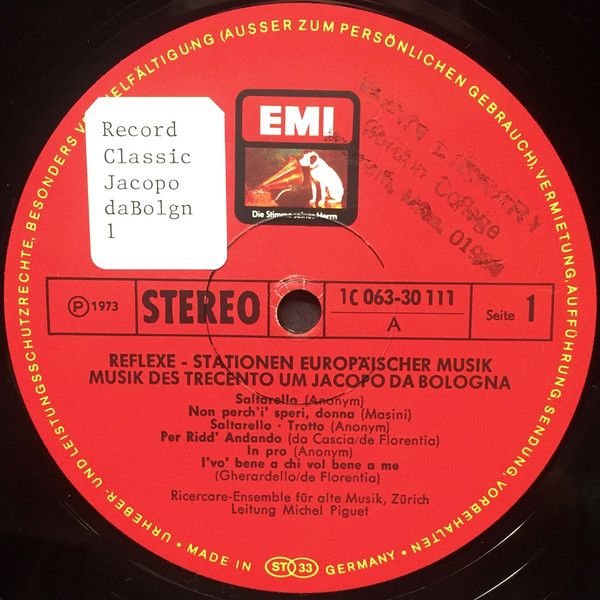 URHEBER- UND LEISTUNGSSCHUTZRECHTE, BESONDERS VERVIELFÄLTIGUNG (AUSSER ZUM PERSÖNLICHEN GEBRAUCH), VERMIETUNG, AUFFÜHRUNG, SENDUNG, VORBEHALTEN
EMI
Die Stimme seines Herrn
Record
Classic
Jacopo
daBolgn
1
College
℗ 1973
STEREO
1C 063-30 111
A
Seite 1
REFLEXE - STATIONEN EUROPÄISCHER MUSIK
MUSIK DES TRECENTO UM JACOPO DA BOLOGNA
Saltarello (Anonym)
Non perch'i' speri, donna (Masini)
Saltarello · Trotto (Anonym)
Per Ridd' Andando (da Cascia/de Florentia)
In pro (Anonym)
I'vo' bene a chi vol bene a me
(Gherardello/de Florentia)
Ricercare-Ensemble für alte Musik, Zürich
Leitung Michel Piguet
• MADE IN ST 33 GERMANY •